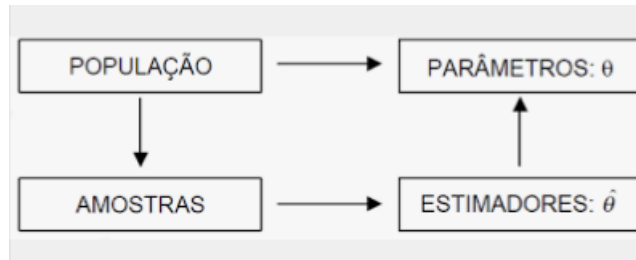 POPULAÇÃO
PARÂMETROS: θ
AMOSTRAS
ESTIMADORES: θ̂